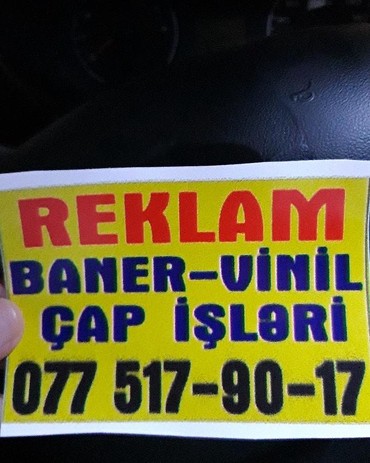 REKLAM
BANER-VİNİL
ÇAP İŞLƏRİ
077 517-90-17